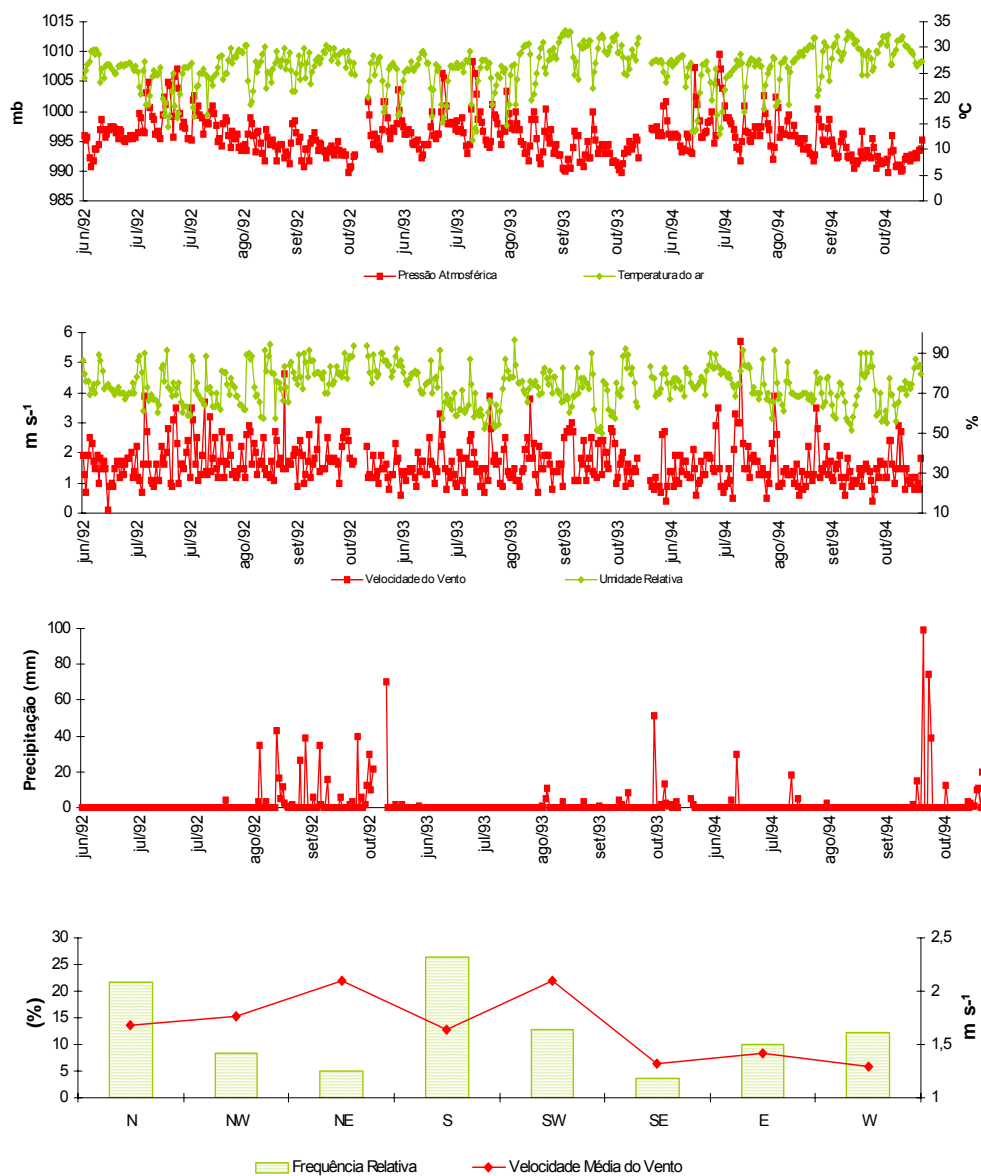 1015
1010
1005
1000
995
990
985
mb
35
30
25
20
15
10
5
0
ºC
jun/92
jul/92
jul/92
ago/92
set/92
out/92
jun/93
jul/93
ago/93
set/93
out/93
jun/94
jul/94
ago/94
set/94
out/94
Pressão Atmosférica
Temperatura do ar
6
5
4
3
2
1
0
m s-1
90
70
50
30
10
%
jun/92
jul/92
jul/92
ago/92
set/92
out/92
jun/93
jul/93
ago/93
set/93
out/93
jun/94
jul/94
ago/94
set/94
out/94
Velocidade do Vento
Umidade Relativa
100
80
60
40
20
0
Precipitação (mm)
jun/92
jul/92
jul/92
ago/92
set/92
out/92
jun/93
jul/93
ago/93
set/93
out/93
jun/94
jul/94
ago/94
set/94
out/94
30
25
20
15
10
5
0
(%)
2,5
2
1,5
1
m s-1
N NW NE S SW SE E W
Frequência Relativa
Velocidade Média do Vento